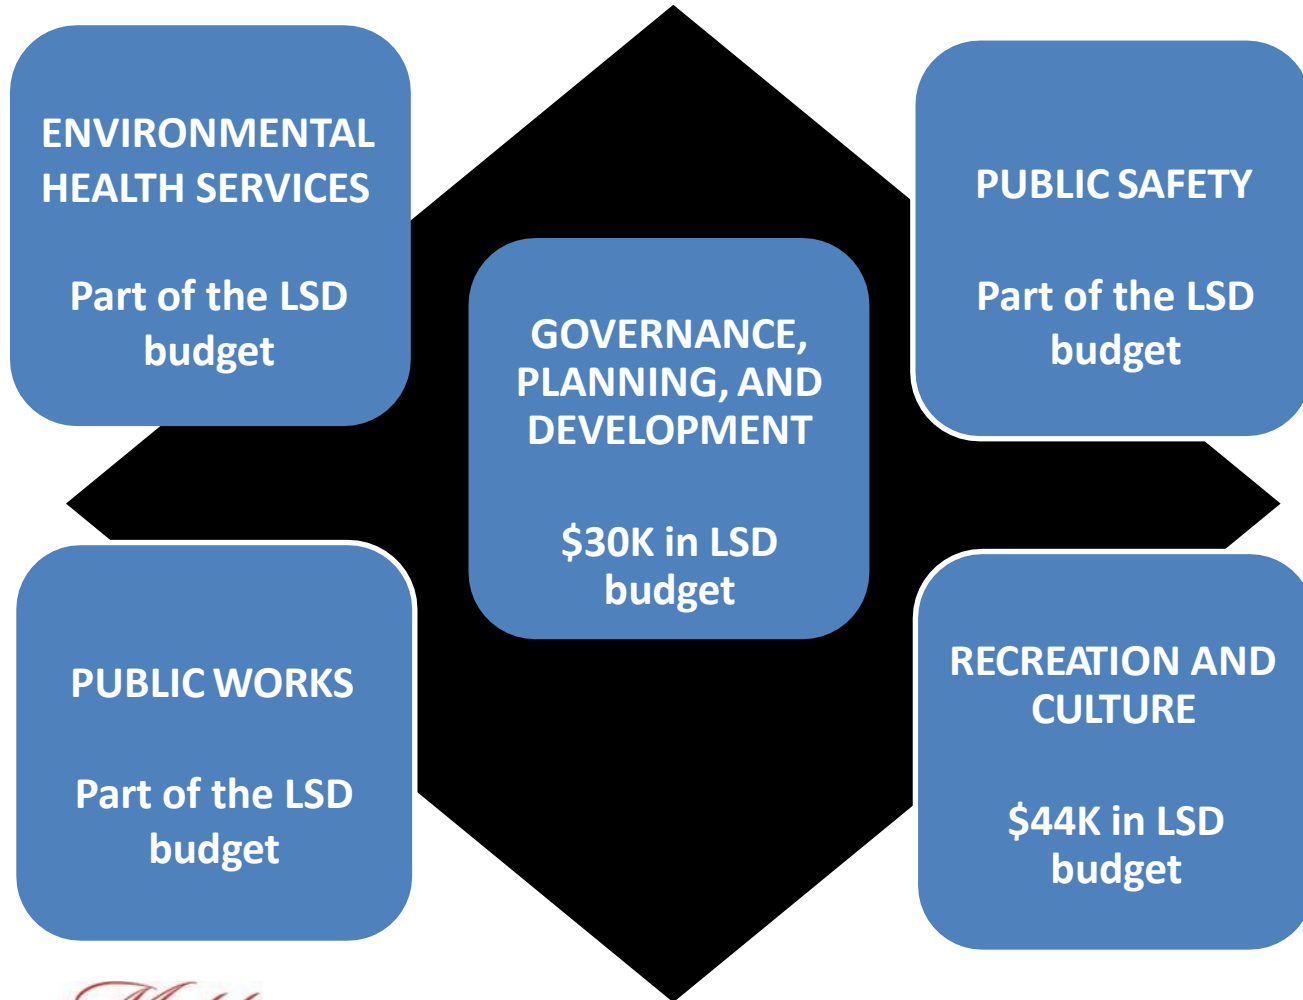 ENVIRONMENTAL
HEALTH SERVICES
Part of the LSD
budget
PUBLIC SAFETY
Part of the LSD
budget
GOVERNANCE,
PLANNING, AND
DEVELOPMENT
$30K in LSD
budget
PUBLIC WORKS
Part of the LSD
budget
RECREATION AND
CULTURE
$44K in LSD
budget